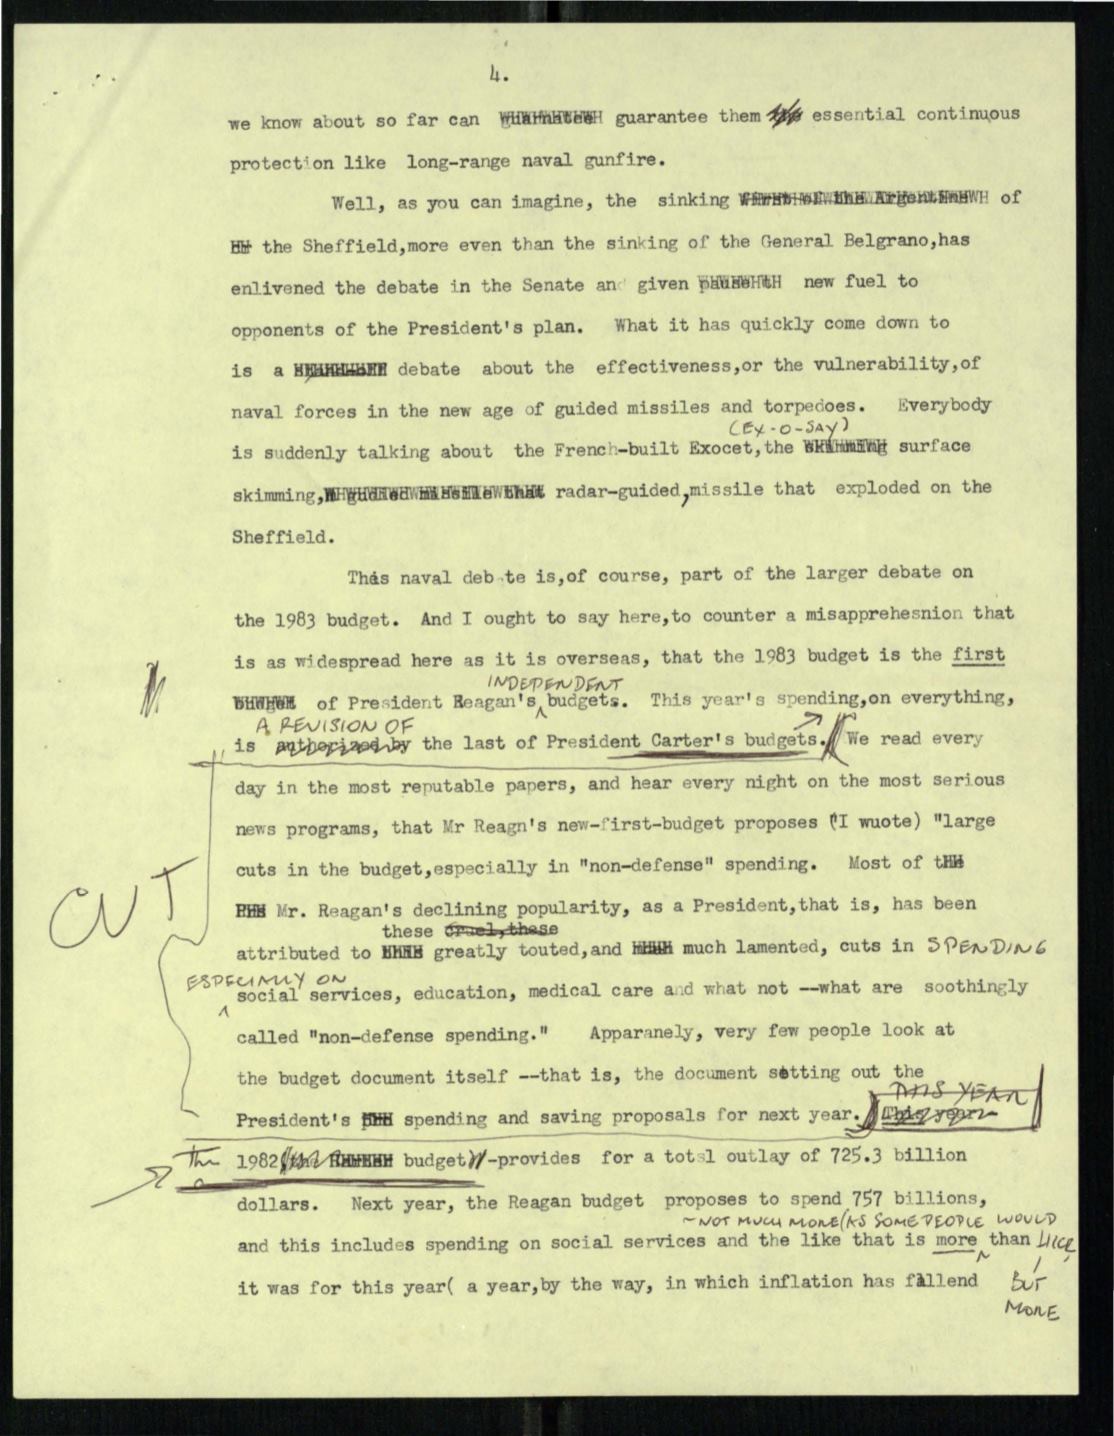 4.
we know about so far can guarantee them essential continuous
protection like long-range naval gunfire.
Well, as you can imagine, the sinking first of the Argentine of
the Sheffield,more even than the sinking of the General Belgrano,has
enlivened the debate in the Senate and given new fuel to
opponents of the President's plan. What it has quickly come down to
is a debate about the effectiveness,or the vulnerability,of
naval forces in the new age of guided missiles and torpedoes. Everybody
(EX-O-SAY)
is suddenly talking about the French-built Exocet,the skimming surface
skimming, guided missile that radar-guided,missile that exploded on the
Sheffield.
This naval debate is,of course, part of the larger debate on
the 1983 budget. And I ought to say here,to counter a misapprehesnion that
is as widespread here as it is overseas, that the 1983 budget is the first
INDEPENDENT
of President Reagan's budgets. This year's spending,on everything,
A REVISION OF
is authorized by the last of President Carter's budgets. We read every
day in the most reputable papers, and hear every night on the most serious
news programs, that Mr Reagn's new-first-budget proposes (I wuote) "large
cuts in the budget,especially in "non-defense" spending. Most of
CUT
Mr. Reagan's declining popularity, as a President,that is, has been
these cruel,these
attributed to greatly touted,and much lamented, cuts in SPENDING
ESPECIALLY ON
social services, education, medical care and what not --what are soothingly
called "non-defense spending." Apparanely, very few people look at
the budget document itself --that is, the document setting out the
THIS YEAR
President's spending and saving proposals for next year. This year
The 1982 budget -provides for a total outlay of 725.3 billion
dollars. Next year, the Reagan budget proposes to spend 757 billions,
-NOT MUCH MORE (AS SOME PEOPLE WOULD
and this includes spending on social services and the like that is more than LIKE
it was for this year( a year,by the way, in which inflation has fallend BUT
MORE